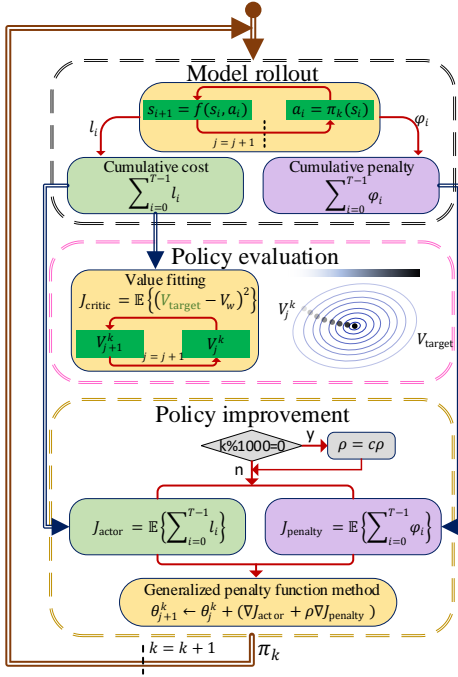 Model rollout
s_{i+1} = f(s_i, a_i)
a_i = π_k(s_i)
l_i
φ_i
j = j + 1
Cumulative cost
∑_{i=0}^{T-1} l_i
Cumulative penalty
∑_{i=0}^{T-1} φ_i
Policy evaluation
Value fitting
J_critic = 𝔼{(V_target − V_w)^2}
V_{j+1}^k
V_j^k
j = j + 1
V_j^k
V_target
Policy improvement
k%1000=0
y
ρ = cρ
n
J_actor = 𝔼{∑_{i=0}^{T-1} l_i}
J_penalty = 𝔼{∑_{i=0}^{T-1} φ_i}
Generalized penalty function method
θ_{j+1}^k ← θ_j^k + (∇J_actor + ρ∇J_penalty )
k = k + 1
π_k